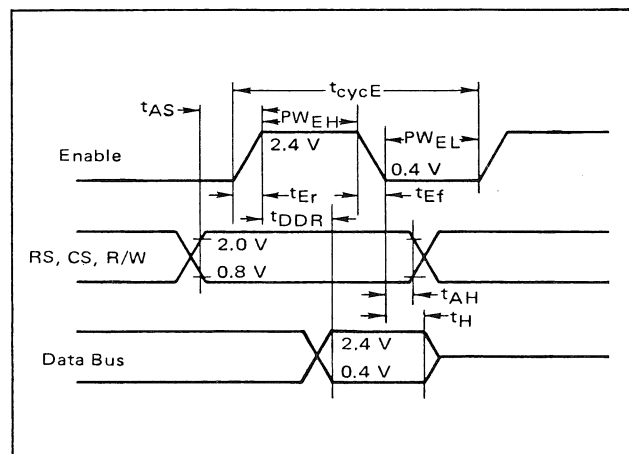 tcycE
tAS
PWEH
PWEL
Enable
2.4 V
0.4 V
tEr
tEf
tDDR
RS, CS, R/W
2.0 V
0.8 V
tAH
tH
Data Bus
2.4 V
0.4 V